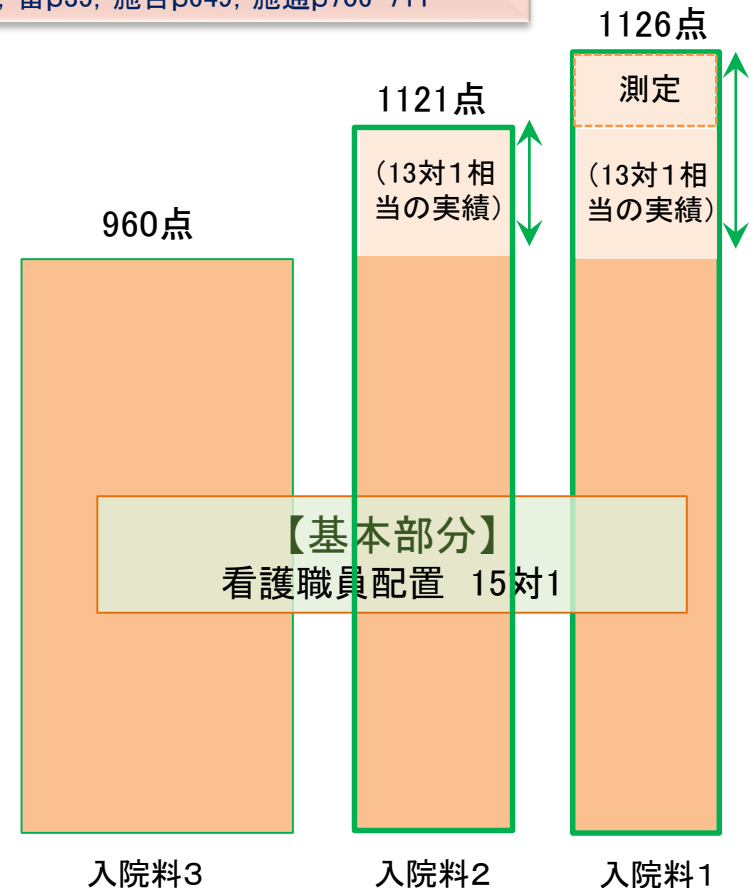 1126点
1121点
測定
(13対1相
当の実績)
(13対1相
当の実績)
960点
【基本部分】
看護職員配置 15対1
入院料3
入院料2
入院料1